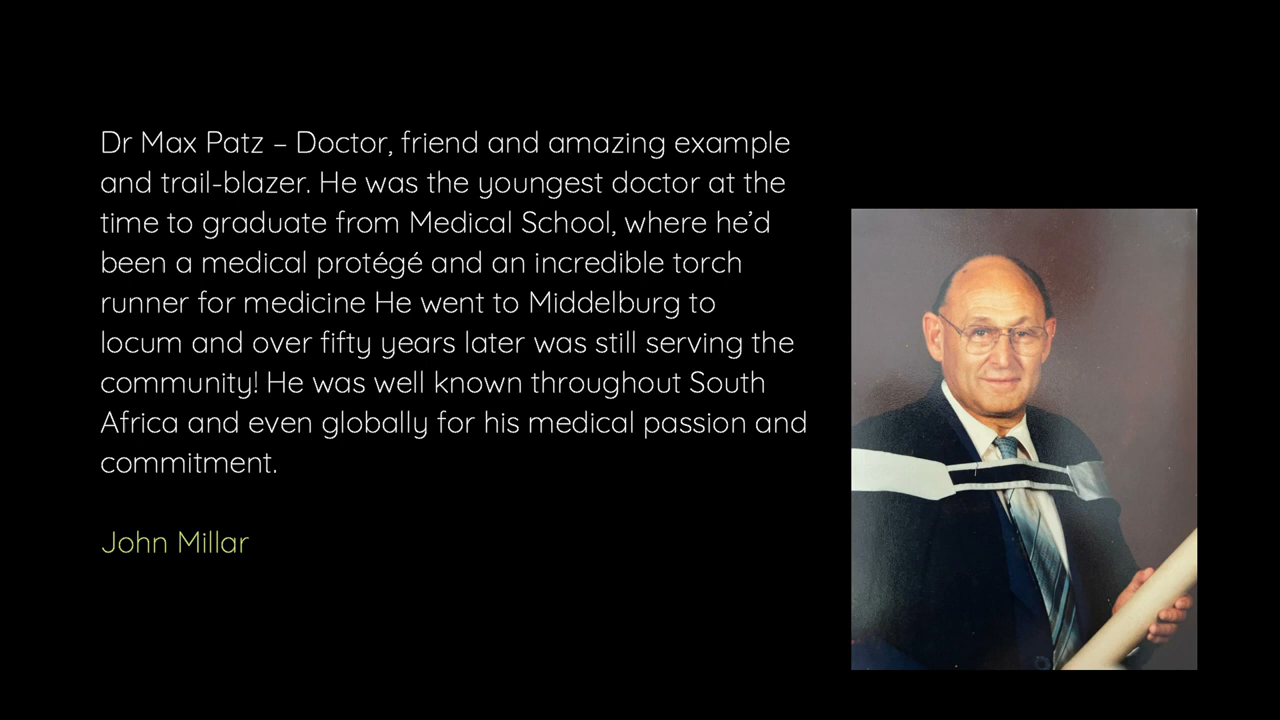 Dr Max Patz – Doctor, friend and amazing example
and trail-blazer. He was the youngest doctor at the
time to graduate from Medical School, where he’d
been a medical protégé and an incredible torch
runner for medicine He went to Middelburg to
locum and over fifty years later was still serving the
community! He was well known throughout South
Africa and even globally for his medical passion and
commitment.
John Millar